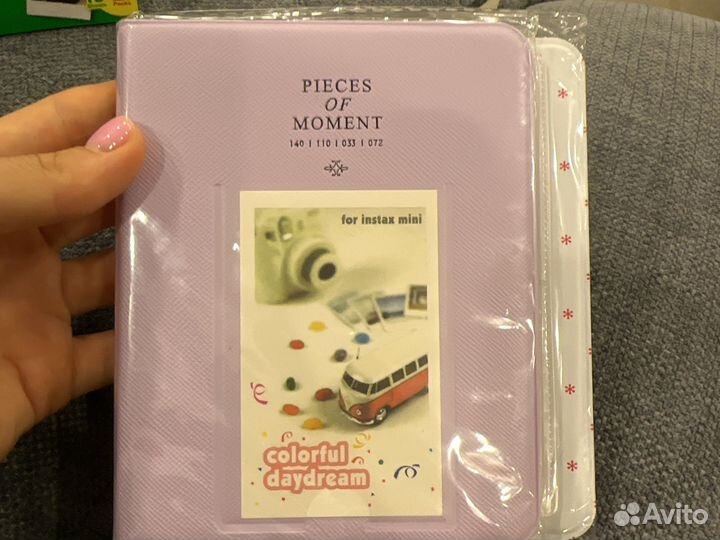 PIECES
OF
MOMENT
140 | 110 | 033 | 072
for instax mini
colorful
daydream
Avito